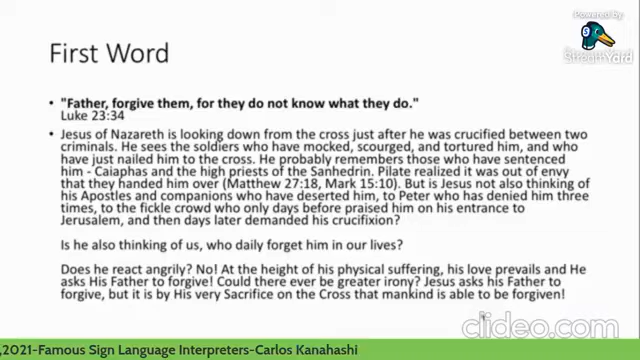 Powered by
StreamYard
First Word
• "Father, forgive them, for they do not know what they do."
Luke 23:34
• Jesus of Nazareth is looking down from the cross just after he was crucified between two
criminals. He sees the soldiers who have mocked, scourged, and tortured him, and who
have just nailed him to the cross. He probably remembers those who have sentenced
him - Caiaphas and the high priests of the Sanhedrin. Pilate realized it was out of envy
that they handed him over (Matthew 27:18, Mark 15:10). But is Jesus not also thinking of
his Apostles and companions who have deserted him, to Peter who has denied him three
times, to the fickle crowd who only days before praised him on his entrance to
Jerusalem, and then days later demanded his crucifixion?
Is he also thinking of us, who daily forget him in our lives?
Does he react angrily? No! At the height of his physical suffering, his love prevails and He
asks His Father to forgive! Could there ever be greater irony? Jesus asks his Father to
forgive, but it is by His very Sacrifice on the Cross that mankind is able to be forgiven!
clideo.com
,2021-Famous Sign Language Interpreters-Carlos Kanahashi